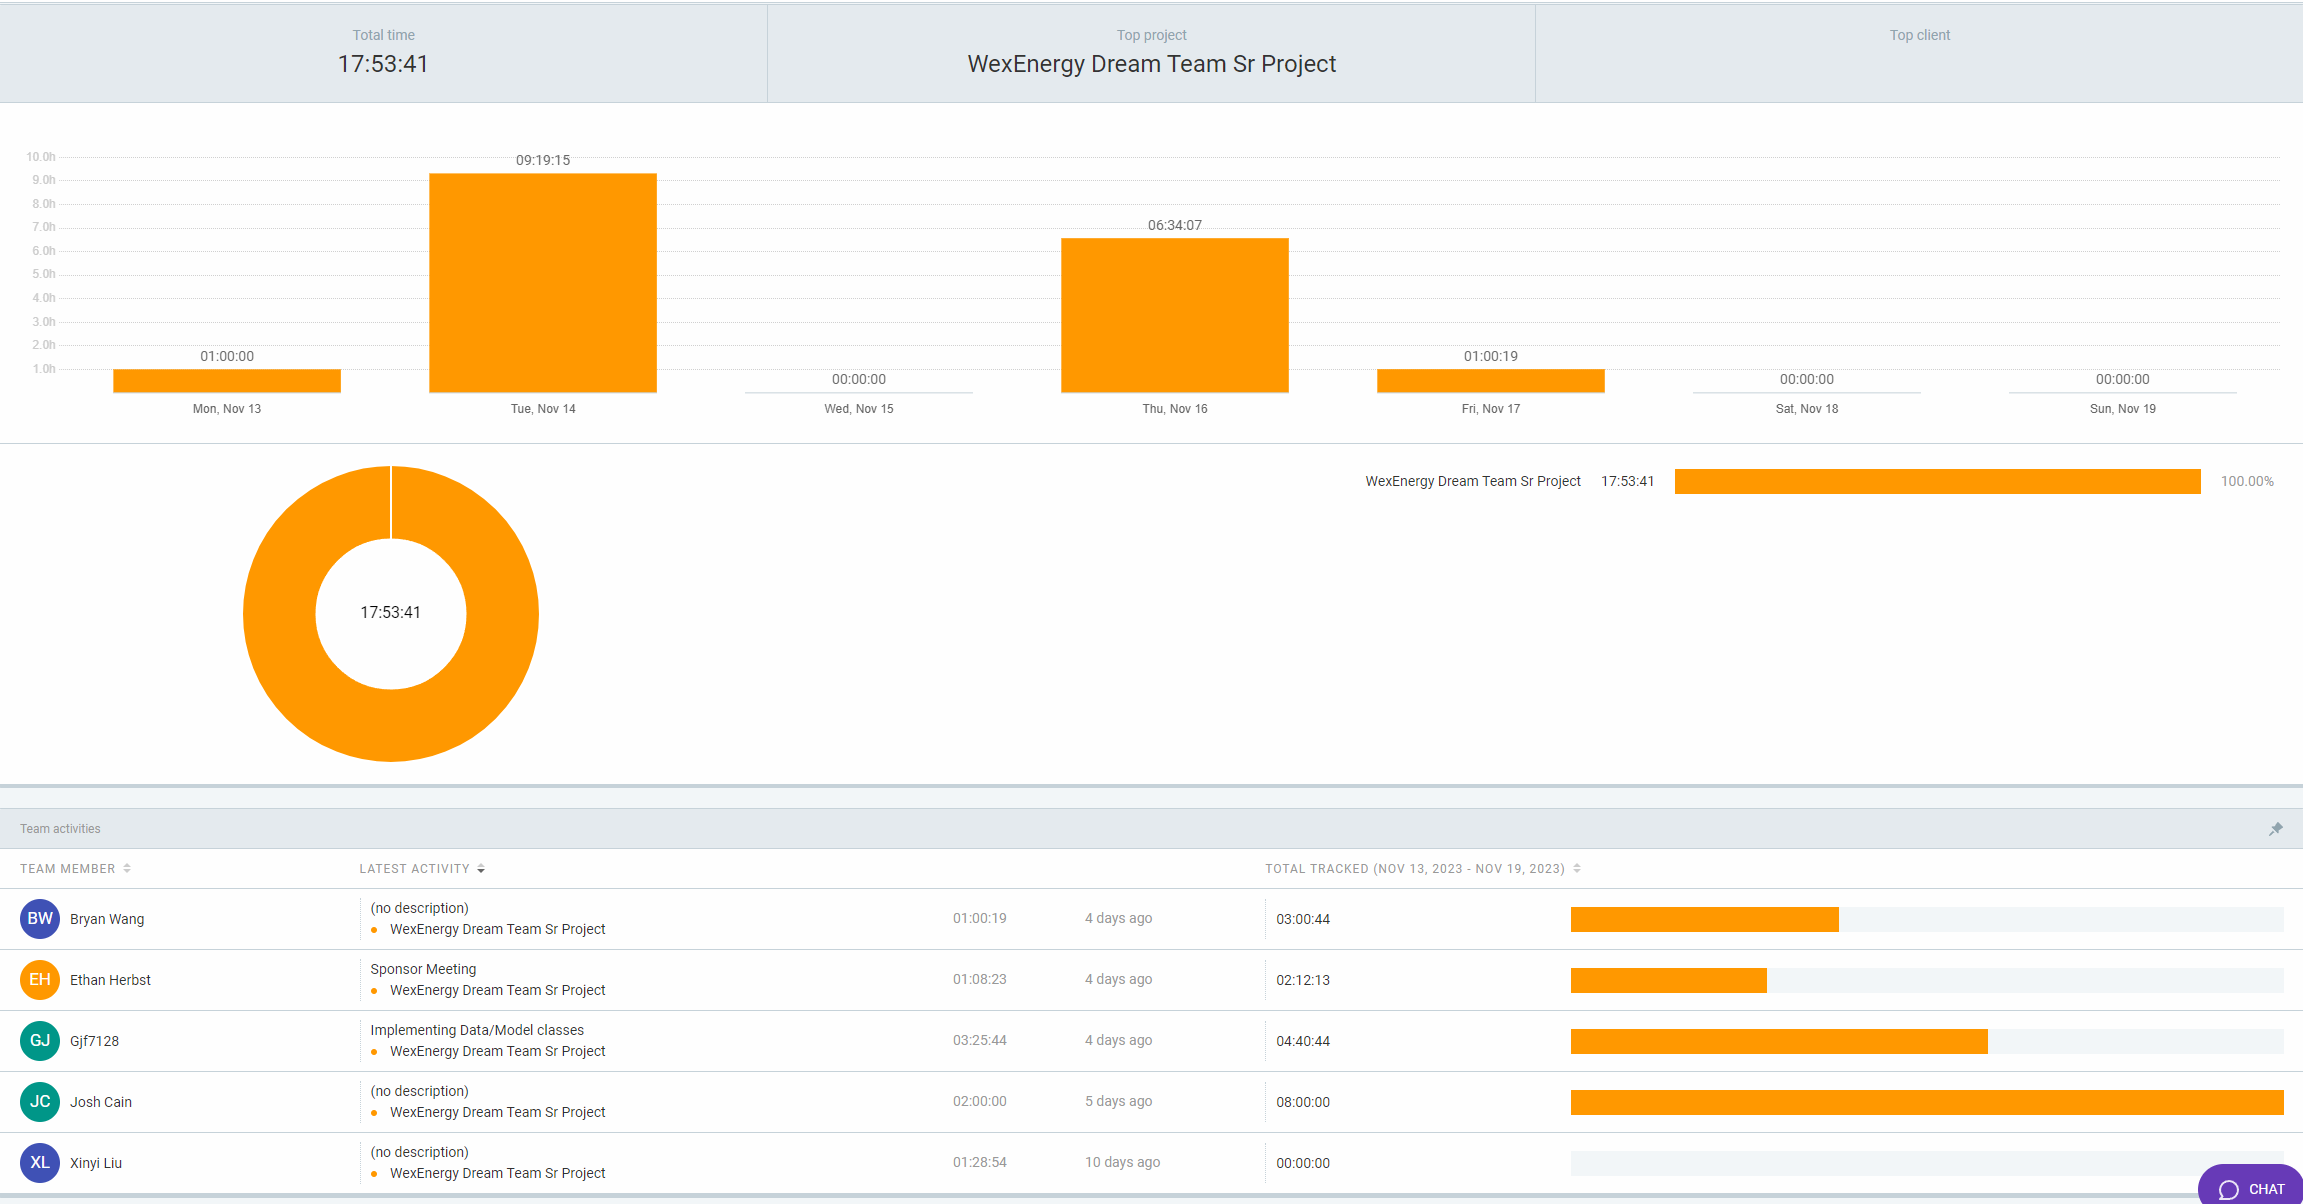 Total time
17:53:41
Top project
WexEnergy Dream Team Sr Project
Top client
10.0h
9.0h
8.0h
7.0h
6.0h
5.0h
4.0h
3.0h
2.0h
1.0h
01:00:00
09:19:15
00:00:00
06:34:07
01:00:19
00:00:00
00:00:00
Mon, Nov 13
Tue, Nov 14
Wed, Nov 15
Thu, Nov 16
Fri, Nov 17
Sat, Nov 18
Sun, Nov 19
17:53:41
WexEnergy Dream Team Sr Project 17:53:41 100.00%
Team activities
TEAM MEMBER LATEST ACTIVITY TOTAL TRACKED (NOV 13, 2023 - NOV 19, 2023)
BW Bryan Wang
(no description)
WexEnergy Dream Team Sr Project
01:00:19 4 days ago 03:00:44
EH Ethan Herbst
Sponsor Meeting
WexEnergy Dream Team Sr Project
01:08:23 4 days ago 02:12:13
GJ Gjf7128
Implementing Data/Model classes
WexEnergy Dream Team Sr Project
03:25:44 4 days ago 04:40:44
JC Josh Cain
(no description)
WexEnergy Dream Team Sr Project
02:00:00 5 days ago 08:00:00
XL Xinyi Liu
(no description)
WexEnergy Dream Team Sr Project
01:28:54 10 days ago 00:00:00
CHAT